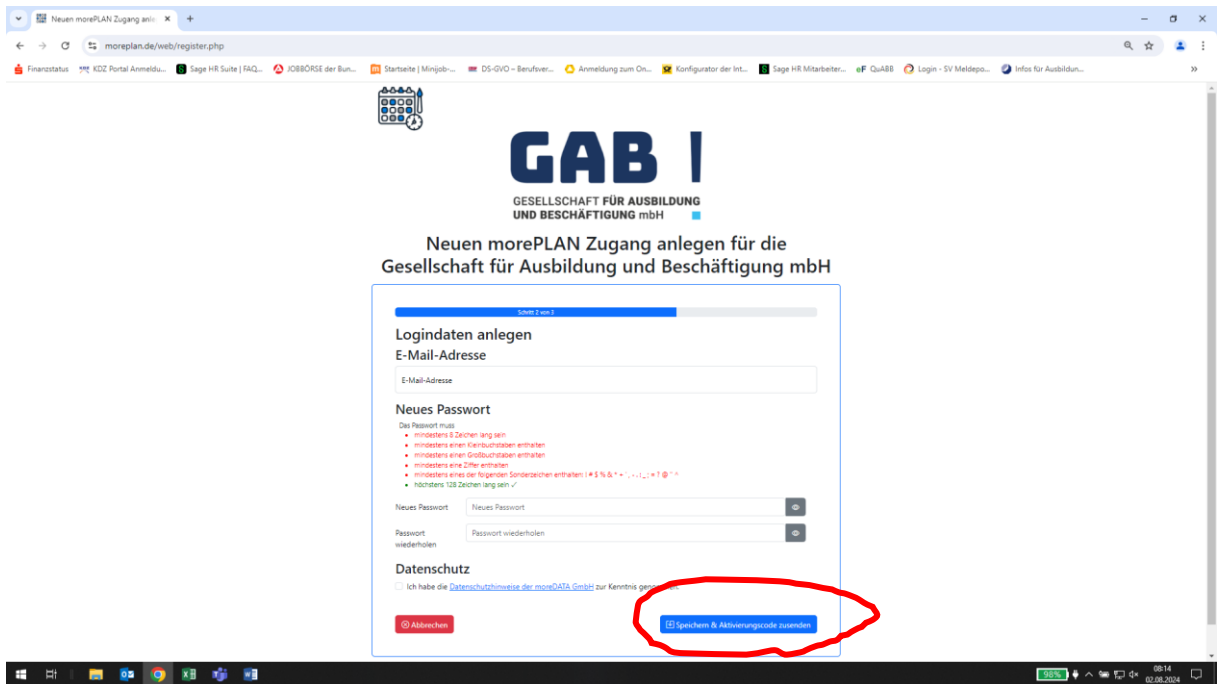 Neuen morePLAN Zugang anle
moreplan.de/web/register.php
Finanzstatus KDZ Portal Anmeldu... Sage HR Suite | FAQ... JOBBÖRSE der Bun... Startseite | Minijob-... DS-GVO – Berufsver... Anmeldung zum On... Konfigurator der Int... Sage HR Mitarbeiter... QuABB Login - SV Meldepo... Infos für Ausbildun...
GAB
GESELLSCHAFT FÜR AUSBILDUNG
UND BESCHÄFTIGUNG mbH
Neuen morePLAN Zugang anlegen für die
Gesellschaft für Ausbildung und Beschäftigung mbH
Schritt 2 von 3
Logindaten anlegen
E-Mail-Adresse
E-Mail-Adresse
Neues Passwort
Das Passwort muss
mindestens 8 Zeichen lang sein
mindestens einen Kleinbuchstaben enthalten
mindestens einen Großbuchstaben enthalten
mindestens eine Ziffer enthalten
mindestens eines der folgenden Sonderzeichen enthalten:
höchstens 128 Zeichen lang sein ✓
Neues Passwort Neues Passwort
Passwort wiederholen
Passwort wiederholen
Datenschutz
Ich habe die Datenschutzhinweise der moreDATA GmbH zur Kenntnis
Abbrechen Speichern & Aktivierungscode zusenden
98% 08:14
02.08.2024